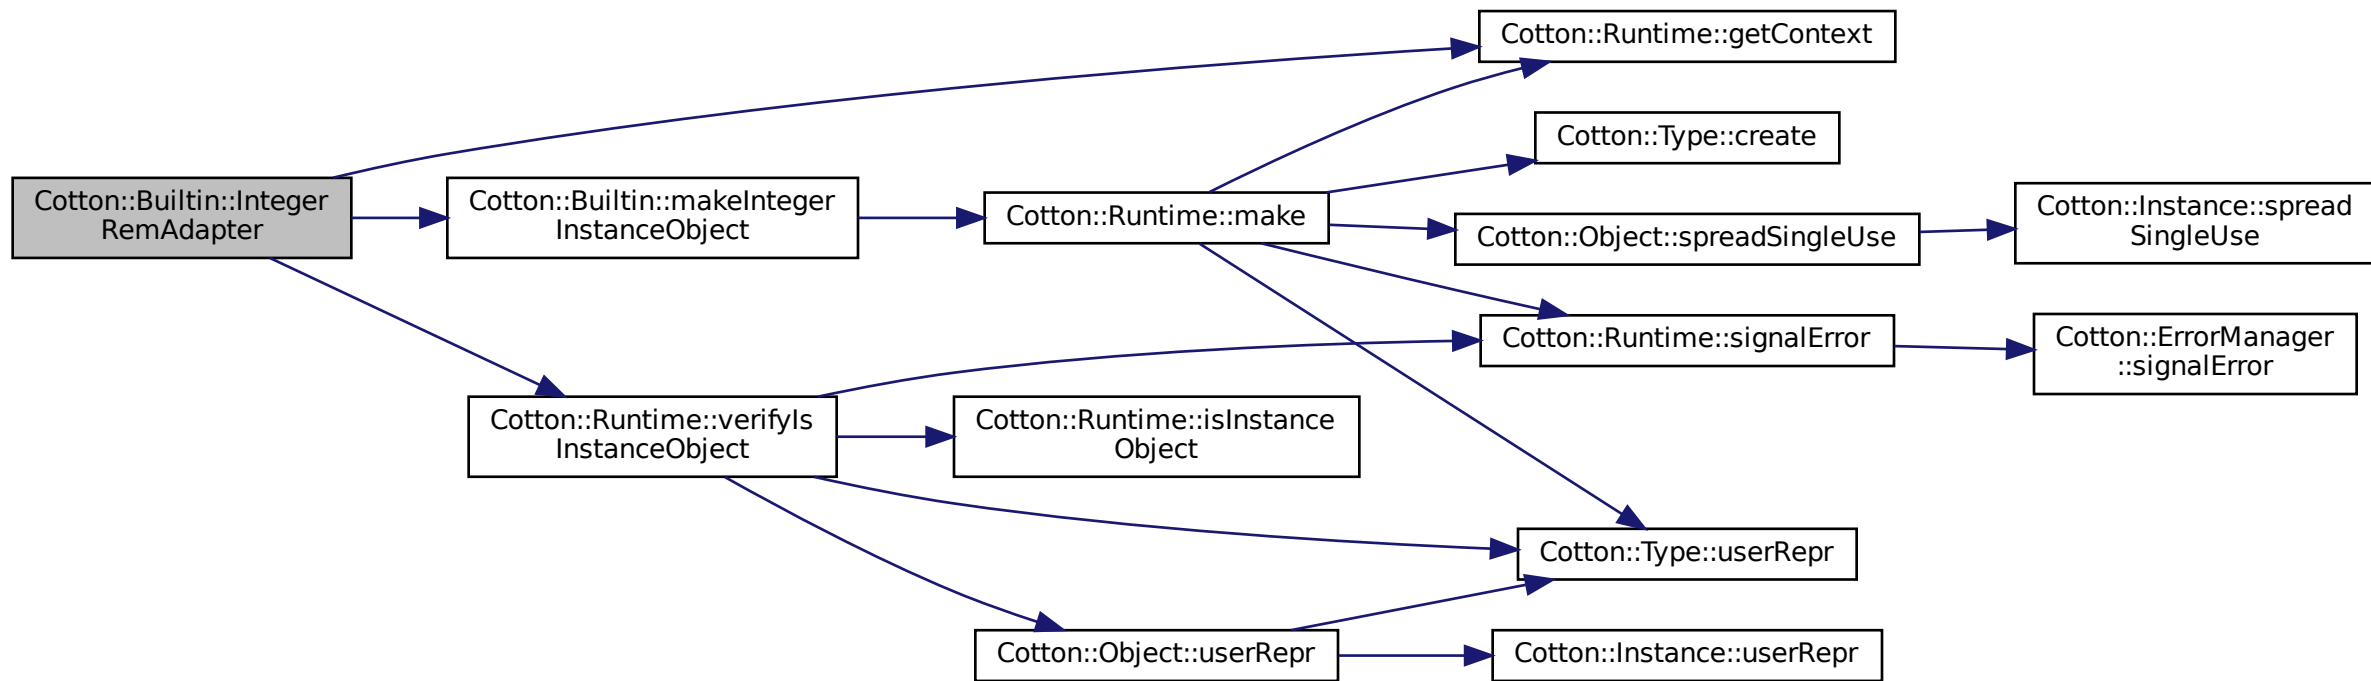 Cotton::Runtime::getContext
Cotton::Type::create
Cotton::Builtin::Integer
RemAdapter
Cotton::Builtin::makeInteger
InstanceObject
Cotton::Runtime::make
Cotton::Object::spreadSingleUse
Cotton::Instance::spread
SingleUse
Cotton::Runtime::signalError
Cotton::ErrorManager
::signalError
Cotton::Runtime::verifyIs
InstanceObject
Cotton::Runtime::isInstance
Object
Cotton::Type::userRepr
Cotton::Object::userRepr
Cotton::Instance::userRepr